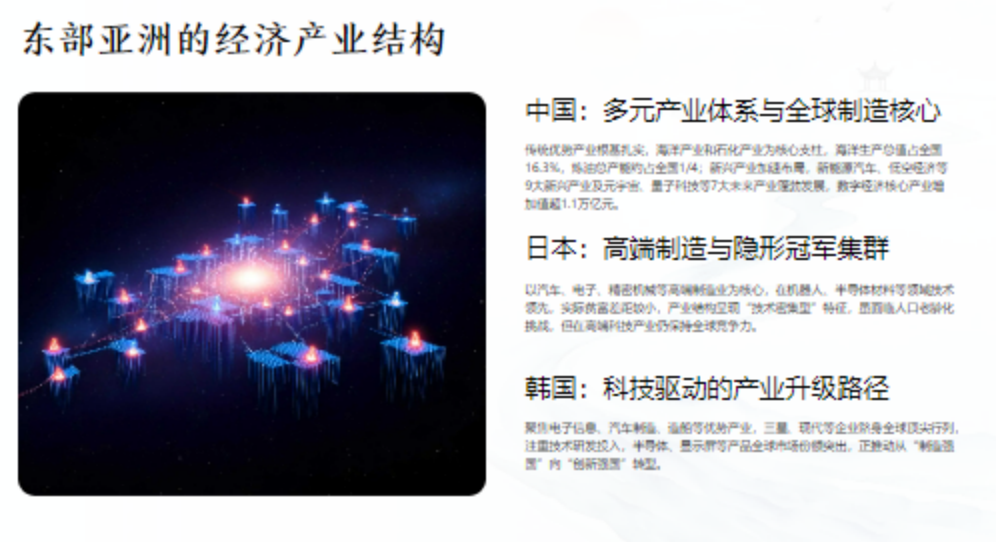 东部亚洲的经济产业结构
中国：多元产业体系与全球制造核心
传统优势产业根基扎实，海洋产业和石化产业为核心支柱，海洋生产总值占全国
16.3%，炼油总产能约占全国1/4；新兴产业加速布局，新能源汽车、低空经济等
9大新兴产业及元宇宙、量子科技等7大未来产业蓬勃发展，数字经济核心产业增
加值超1.1万亿元。
日本：高端制造与隐形冠军集群
以汽车、电子、精密机械等高端制造业为核心，在机器人、半导体材料等领域技术
领先。实际贫富差距较小，产业结构呈现“技术密集型”特征，虽面临人口老龄化
挑战，但在高端科技产业仍保持全球竞争力。
韩国：科技驱动的产业升级路径
聚焦电子信息、汽车制造、造船等优势产业，三星、现代等企业跻身全球顶尖行列，
注重技术研发投入，半导体、显示屏等产品全球市场份额突出，正推动从“制造强
国”向“创新强国”转型。